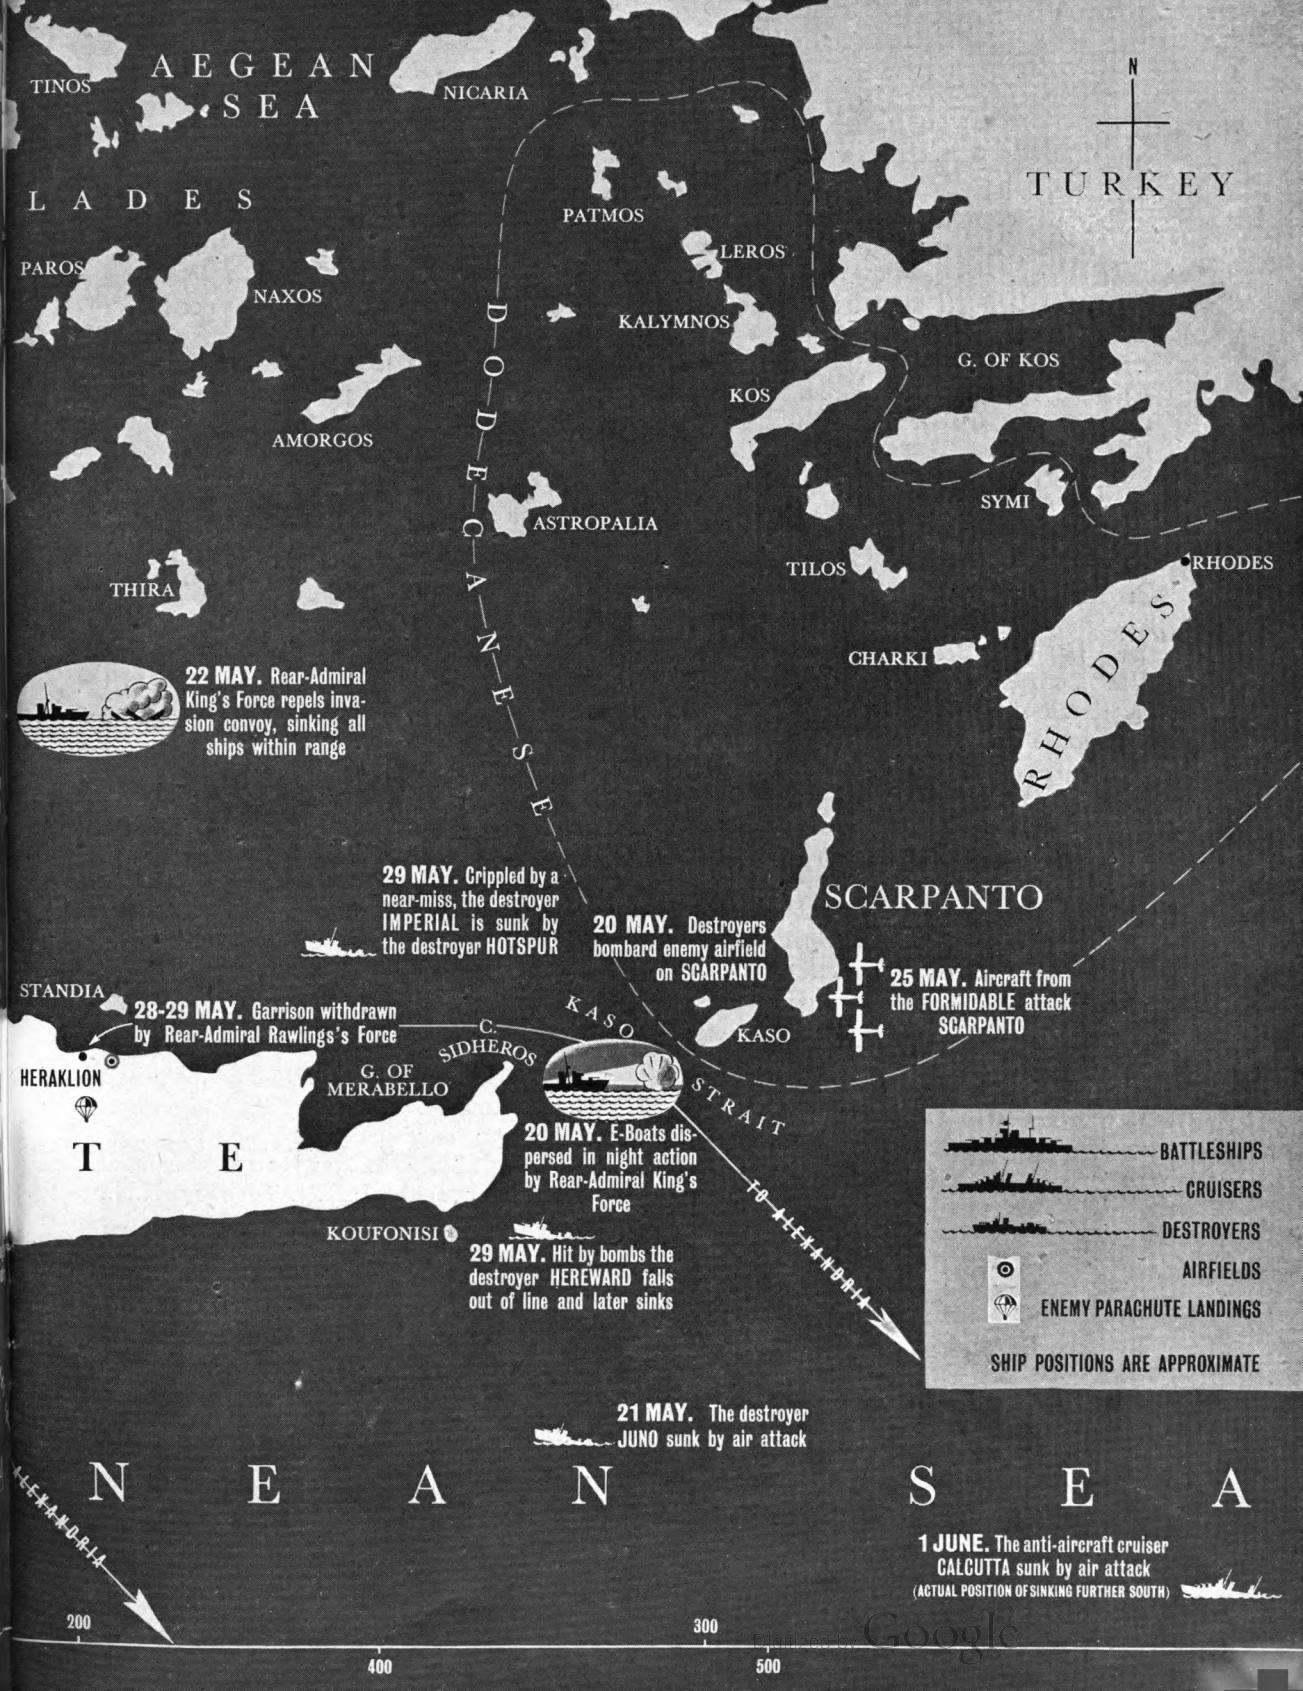 AEGEAN
SEA
TINOS
NICARIA
N
TURKEY
LADES
PATMOS
LEROS
PAROS
NAXOS
KALYMNOS
G. OF KOS
KOS
AMORGOS
DODECANESE
SYMI
ASTROPALIA
TILOS
RHODES
THIRA
CHARKI
RHODES
22 MAY. Rear-Admiral
King's Force repels inva-
sion convoy, sinking all
ships within range
29 MAY. Crippled by a
near-miss, the destroyer
IMPERIAL is sunk by
the destroyer HOTSPUR
20 MAY. Destroyers
bombard enemy airfield
on SCARPANTO
SCARPANTO
25 MAY. Aircraft from
the FORMIDABLE attack
SCARPANTO
STANDIA
28-29 MAY. Garrison withdrawn
by Rear-Admiral Rawlings's Force
C.
SIDHEROS
KASO
STRAIT
KASO
HERAKLION
G. OF
MERABELLO
T E
20 MAY. E-Boats dis-
persed in night action
by Rear-Admiral King's
Force
TO ALEXANDRIA
KOUFONISI
29 MAY. Hit by bombs the
destroyer HEREWARD falls
out of line and later sinks
BATTLESHIPS
CRUISERS
DESTROYERS
AIRFIELDS
ENEMY PARACHUTE LANDINGS
SHIP POSITIONS ARE APPROXIMATE
21 MAY. The destroyer
JUNO sunk by air attack
NEAN SEA
ALEXANDRIA
1 JUNE. The anti-aircraft cruiser
CALCUTTA sunk by air attack
(ACTUAL POSITION OF SINKING FURTHER SOUTH)
200
300
Digitized by Google
400
500